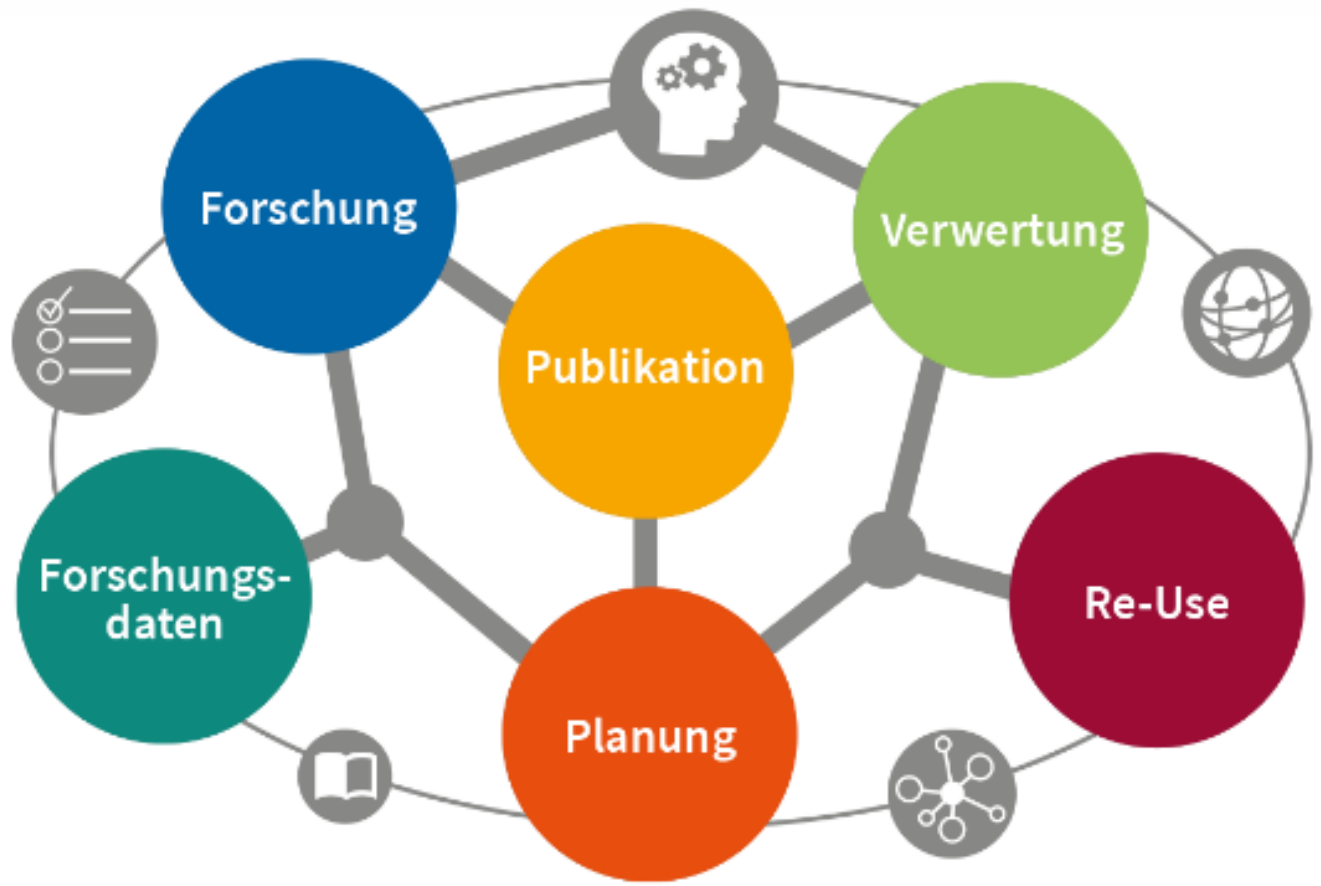 Forschung
Verwertung
Publikation
Forschungs-
daten
Re-Use
Planung